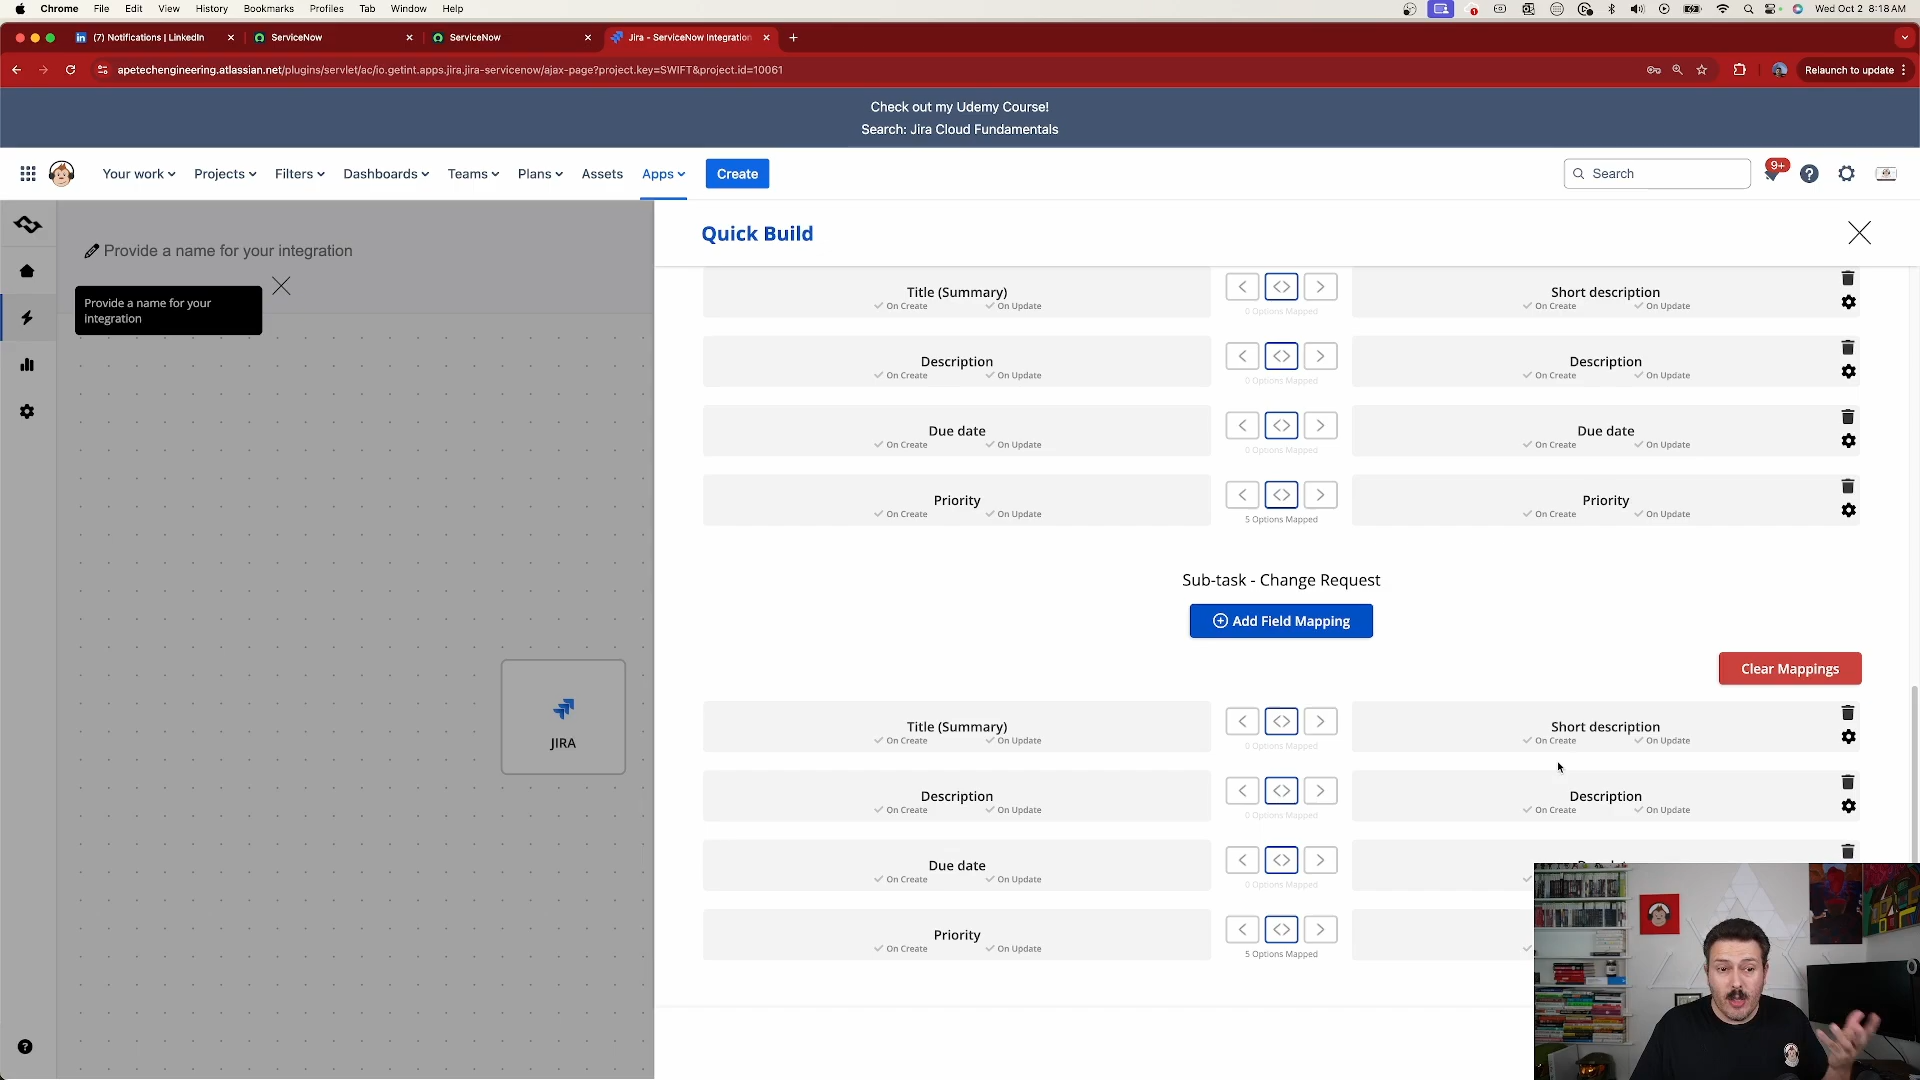 Chrome File Edit View History Bookmarks Profiles Tab Window Help Wed Oct 2 8:18 AM
(7) Notifications | LinkedIn ServiceNow ServiceNow Jira - ServiceNow Integration
apetechengineering.atlassian.net/plugins/servlet/ac/io.getint.apps.jira.jira-servicenow/ajax-page?project.key=SWIFT&project.id=10061 Relaunch to update
Check out my Udemy Course!
Search: Jira Cloud Fundamentals
Your work Projects Filters Dashboards Teams Plans Assets Apps Create Search 9+
Provide a name for your integration
Provide a name for your
integration
JIRA
Quick Build
Title (Summary) Short description
On Create On Update On Create On Update
0 Options Mapped
Description Description
On Create On Update On Create On Update
0 Options Mapped
Due date Due date
On Create On Update On Create On Update
0 Options Mapped
Priority Priority
On Create On Update On Create On Update
5 Options Mapped
Sub-task - Change Request
Add Field Mapping
Clear Mappings
Title (Summary) Short description
On Create On Update On Create On Update
0 Options Mapped
Description Description
On Create On Update On Create On Update
0 Options Mapped
Due date
On Create On Update
0 Options Mapped
Priority
On Create On Update
5 Options Mapped